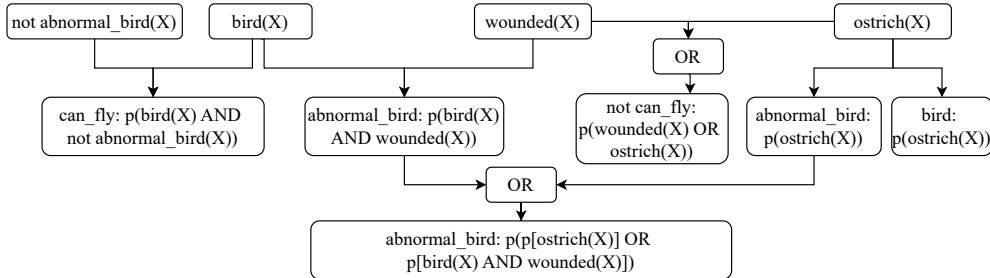 not abnormal_bird(X)
bird(X)
wounded(X)
ostrich(X)
OR
can_fly: p(bird(X) AND
not abnormal_bird(X))
abnormal_bird: p(bird(X)
AND wounded(X))
not can_fly:
p(wounded(X) OR
ostrich(X))
abnormal_bird:
p(ostrich(X))
bird:
p(ostrich(X))
OR
abnormal_bird: p(p[ostrich(X)] OR
p[bird(X) AND wounded(X)])